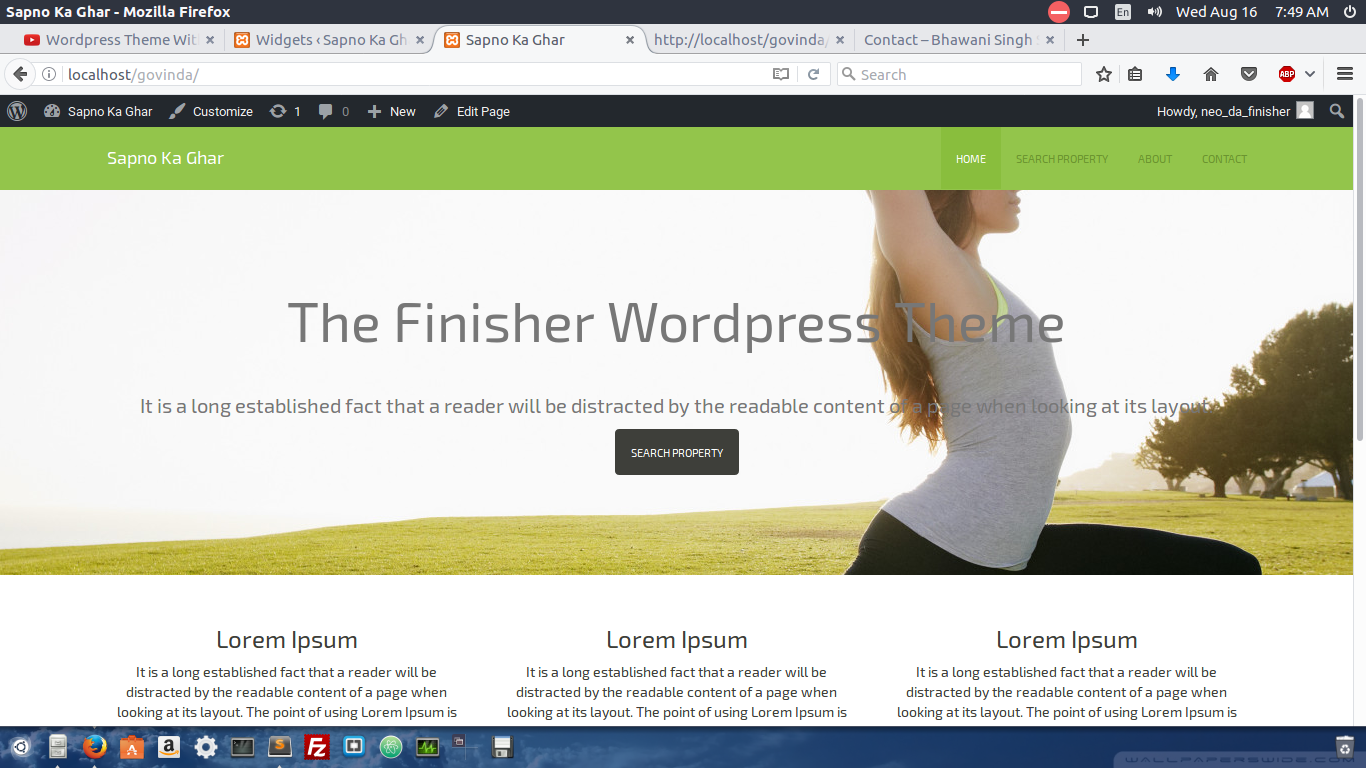 Sapno Ka Ghar - Mozilla Firefox
En
Wed Aug 16 7:49 AM
Wordpress Theme Wit
Widgets ‹ Sapno Ka Gh
Sapno Ka Ghar
http://localhost/govinda/
Contact – Bhawani Singh
localhost/govinda/
Search
ABP
Sapno Ka Ghar
Customize
1
0
New
Edit Page
Howdy, neo_da_finisher
Sapno Ka Ghar
HOME
SEARCH PROPERTY
ABOUT
CONTACT
The Finisher Wordpress Theme
It is a long established fact that a reader will be distracted by the readable content of a page when looking at its layout.
SEARCH PROPERTY
Lorem Ipsum
It is a long established fact that a reader will be
distracted by the readable content of a page when
looking at its layout. The point of using Lorem Ipsum is
Lorem Ipsum
It is a long established fact that a reader will be
distracted by the readable content of a page when
looking at its layout. The point of using Lorem Ipsum is
Lorem Ipsum
It is a long established fact that a reader will be
distracted by the readable content of a page when
looking at its layout. The point of using Lorem Ipsum is